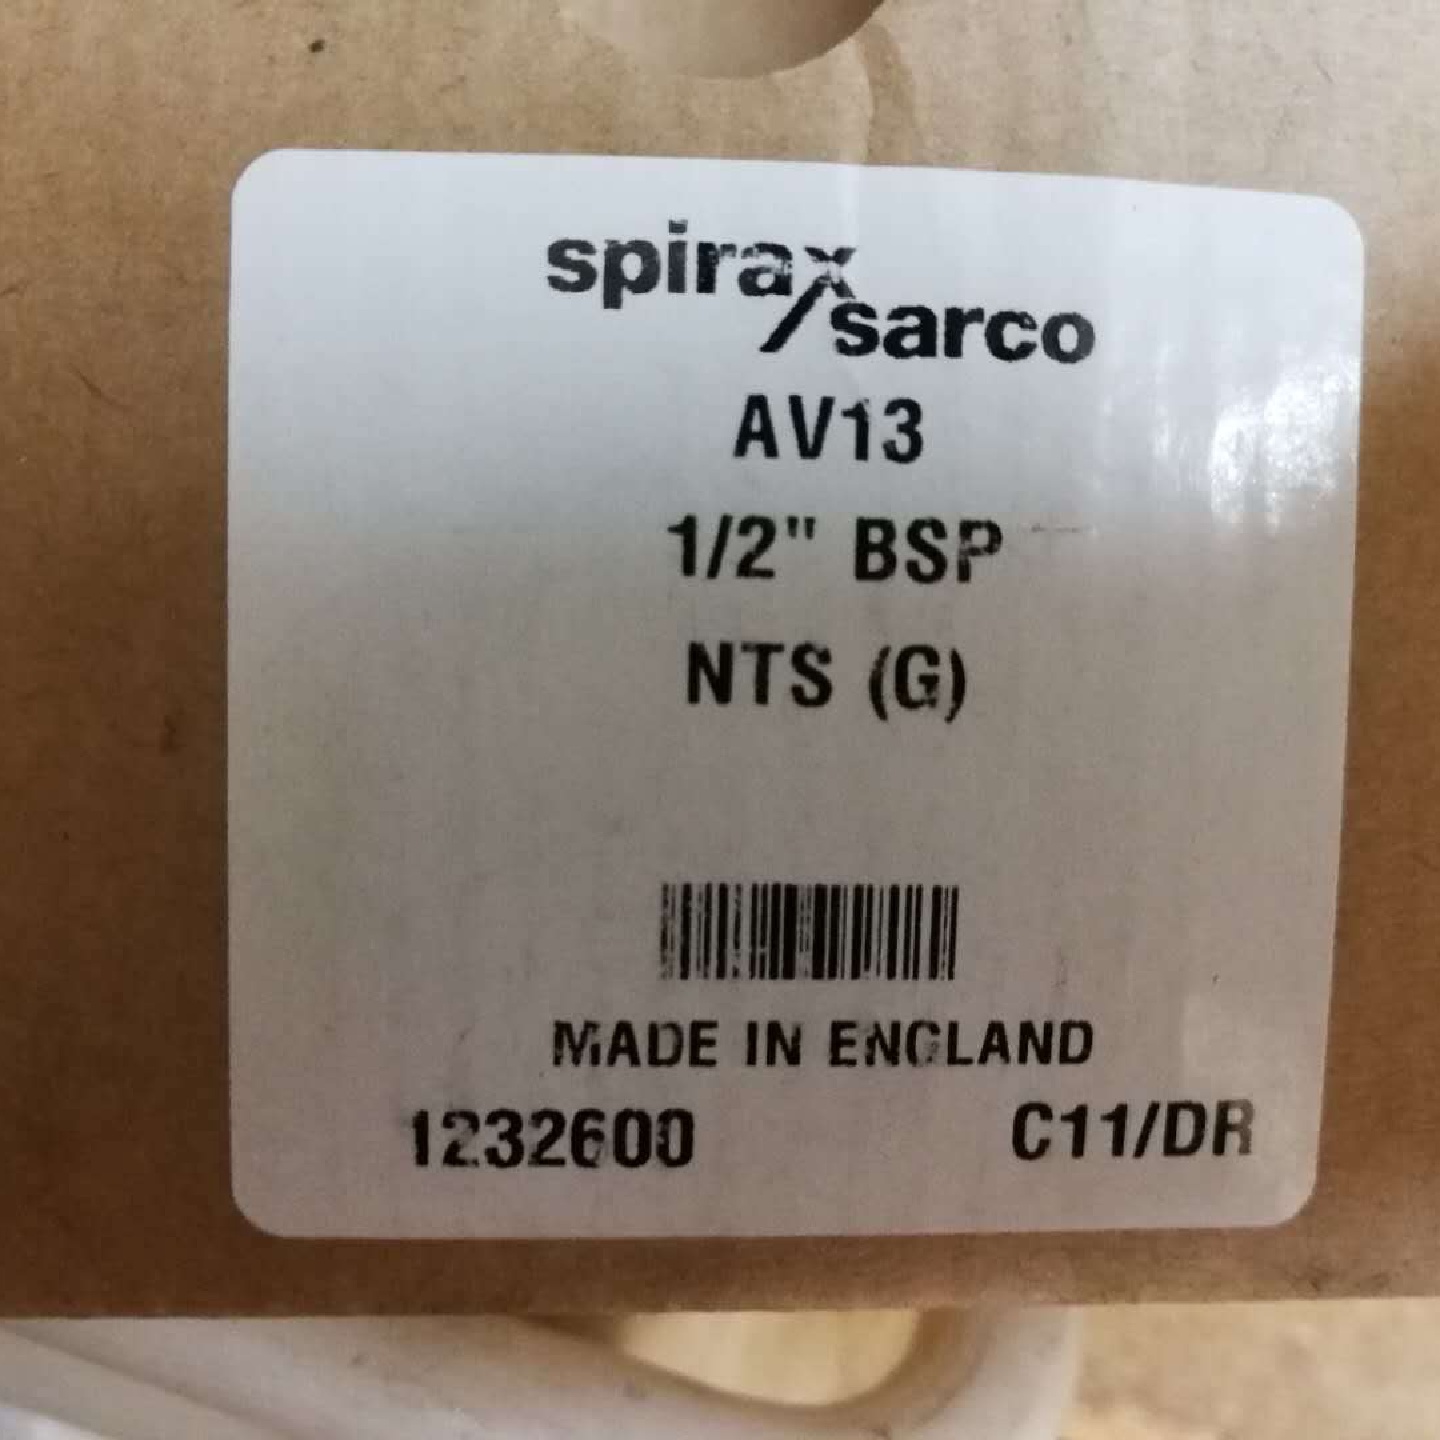 spirax
sarco
AV13
1/2" BSP
NTS (G)
MADE IN ENGLAND
1232600 C11/DR